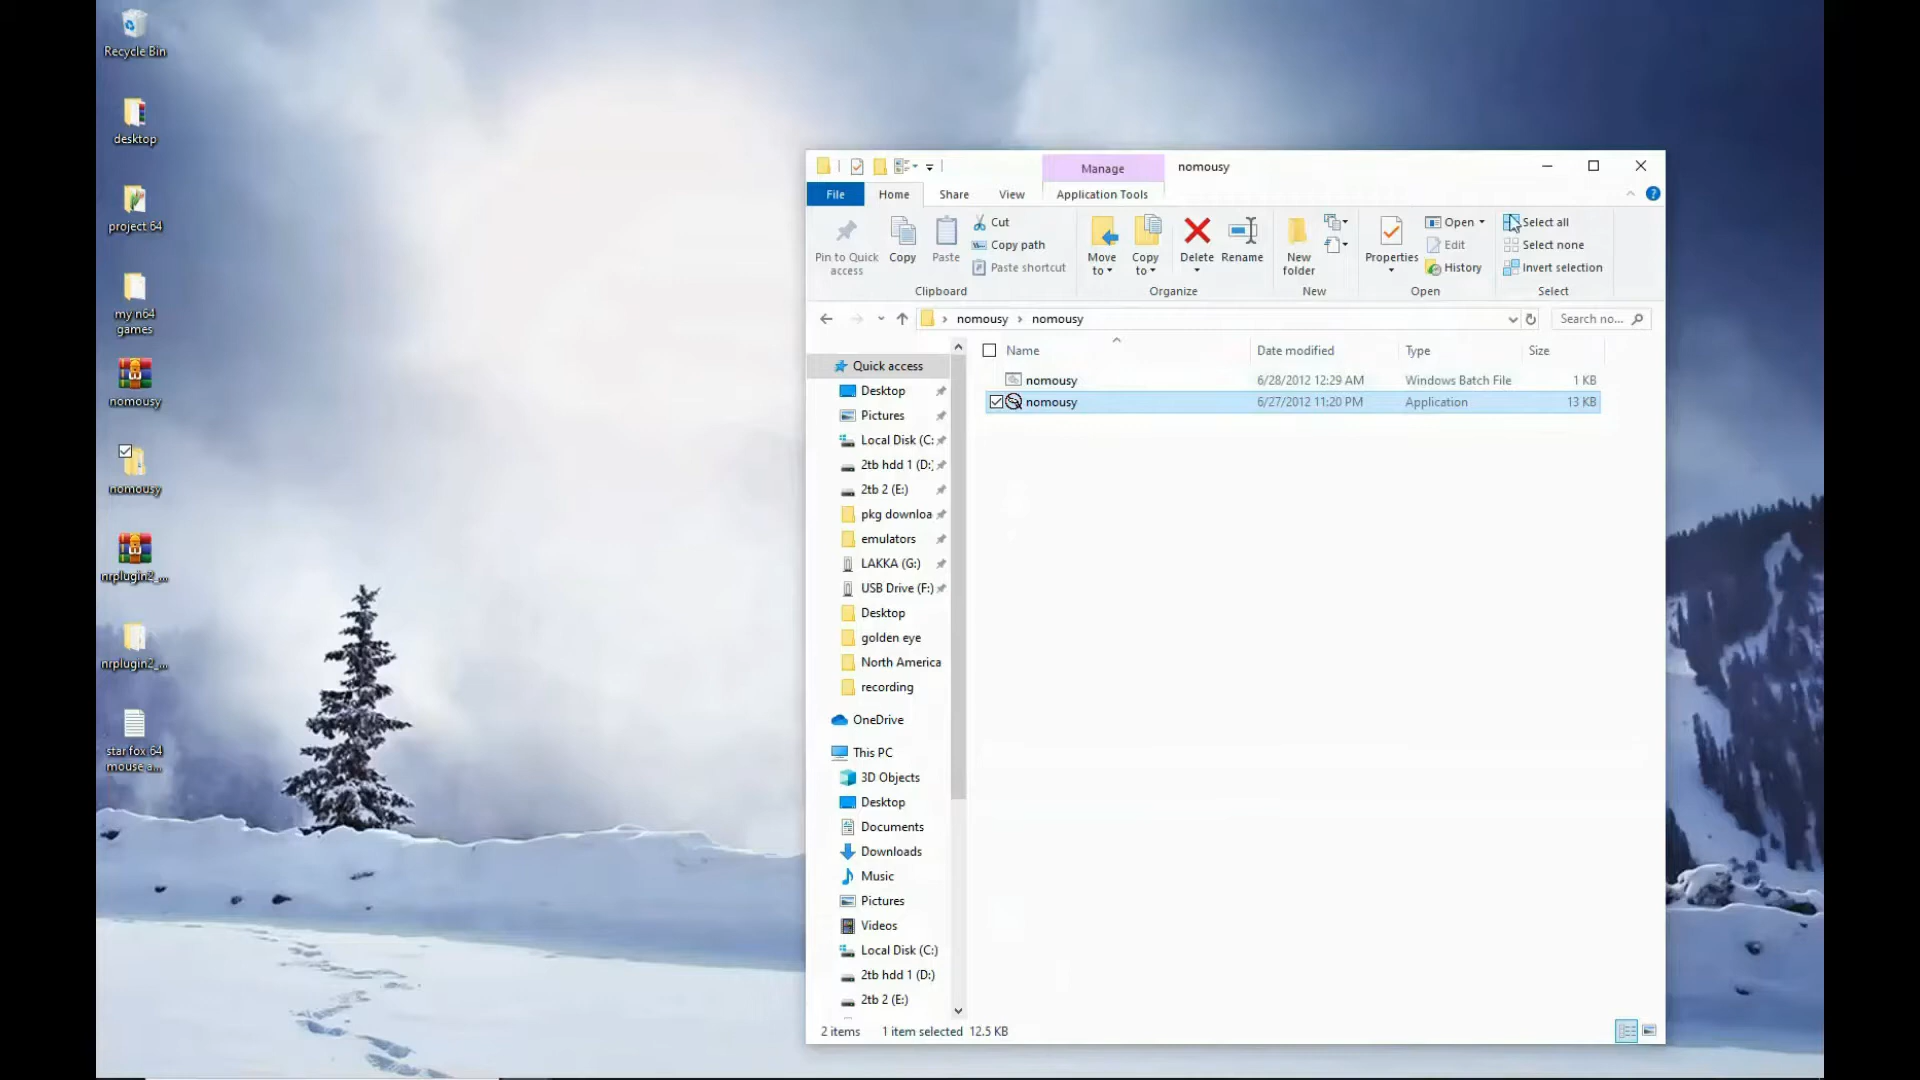 Recycle Bin
desktop
project 64
my n64
games
nomousy
nomousy
nrplugin2_...
nrplugin2_...
star fox 64
mouse a...
Manage
nomousy
File
Home
Share
View
Application Tools
Pin to Quick
access
Copy
Paste
Cut
Copy path
Paste shortcut
Clipboard
Move
to
Copy
to
Delete
Rename
Organize
New
folder
New
Properties
Open
Edit
History
Open
Select all
Select none
Invert selection
Select
nomousy > nomousy
Search no...
Name
Date modified
Type
Size
nomousy 6/28/2012 12:29 AM Windows Batch File 1 KB
nomousy 6/27/2012 11:20 PM Application 13 KB
Quick access
Desktop
Pictures
Local Disk (C:
2tb hdd 1 (D:)
2tb 2 (E:)
pkg downloa
emulators
LAKKA (G:)
USB Drive (F:)
Desktop
golden eye
North America
recording
OneDrive
This PC
3D Objects
Desktop
Documents
Downloads
Music
Pictures
Videos
Local Disk (C:)
2tb hdd 1 (D:)
2tb 2 (E:)
2 items
1 item selected 12.5 KB